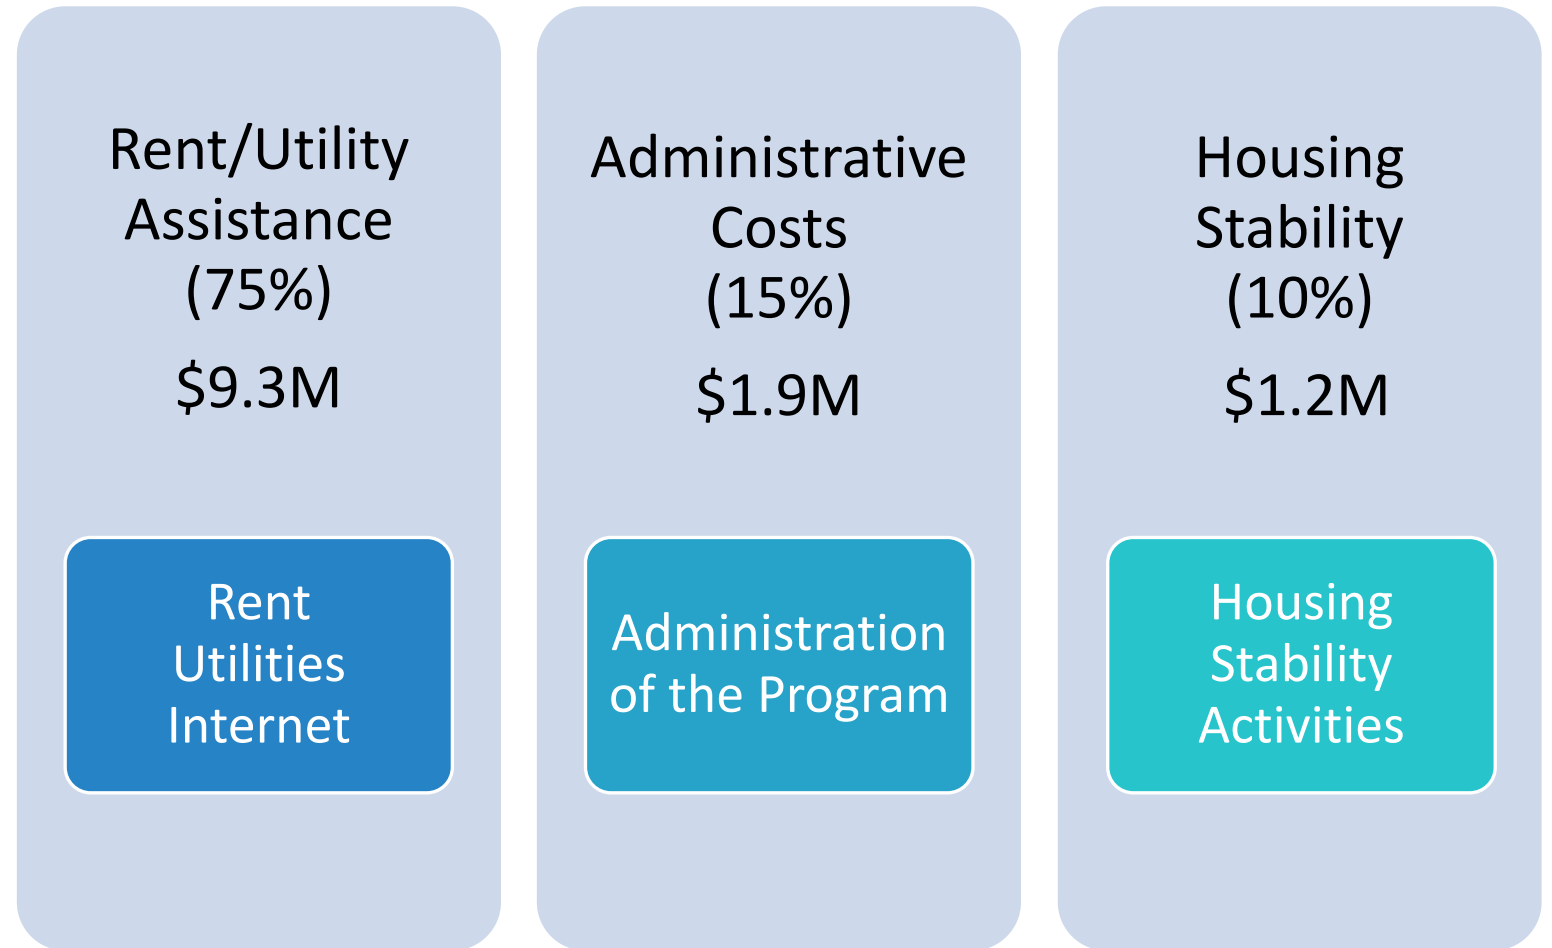 Rent/Utility
Assistance
(75%)
$9.3M
Rent
Utilities
Internet
Administrative
Costs
(15%)
$1.9M
Administration
of the Program
Housing
Stability
(10%)
$1.2M
Housing
Stability
Activities